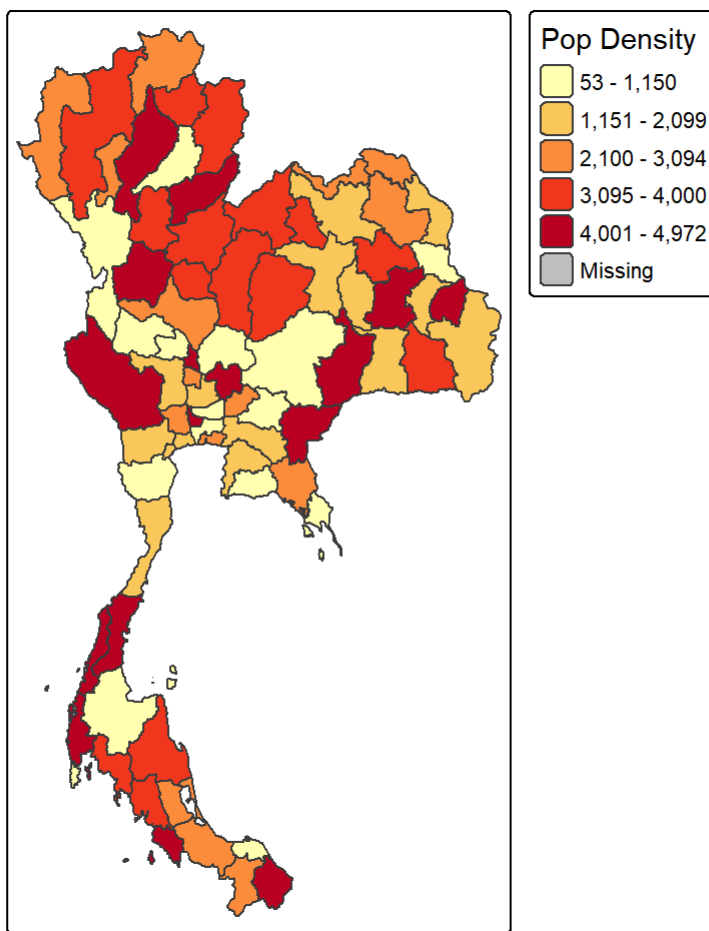 Pop Density
53 - 1,150
1,151 - 2,099
2,100 - 3,094
3,095 - 4,000
4,001 - 4,972
Missing